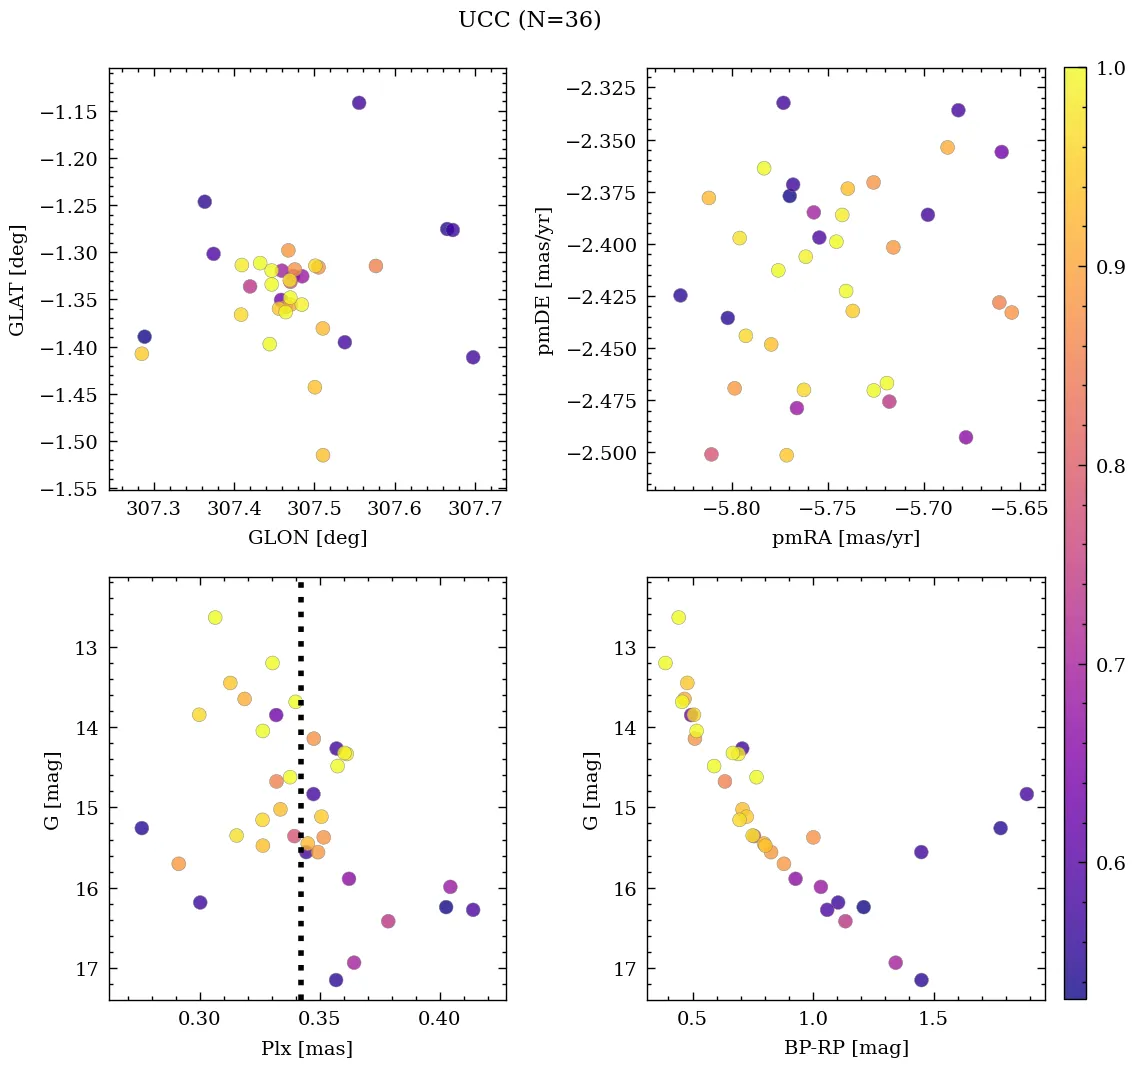 UCC (N=36)
−1.15
−1.20
−1.25
−1.30
−1.35
−1.40
−1.45
−1.50
−1.55
GLAT [deg]
307.3 307.4 307.5 307.6 307.7
GLON [deg]
−2.325
−2.350
−2.375
−2.400
−2.425
−2.450
−2.475
−2.500
pmDE [mas/yr]
−5.80 −5.75 −5.70 −5.65
pmRA [mas/yr]
13
14
15
16
17
G [mag]
0.30 0.35 0.40
Plx [mas]
13
14
15
16
17
G [mag]
0.5 1.0 1.5
BP-RP [mag]
1.0
0.9
0.8
0.7
0.6